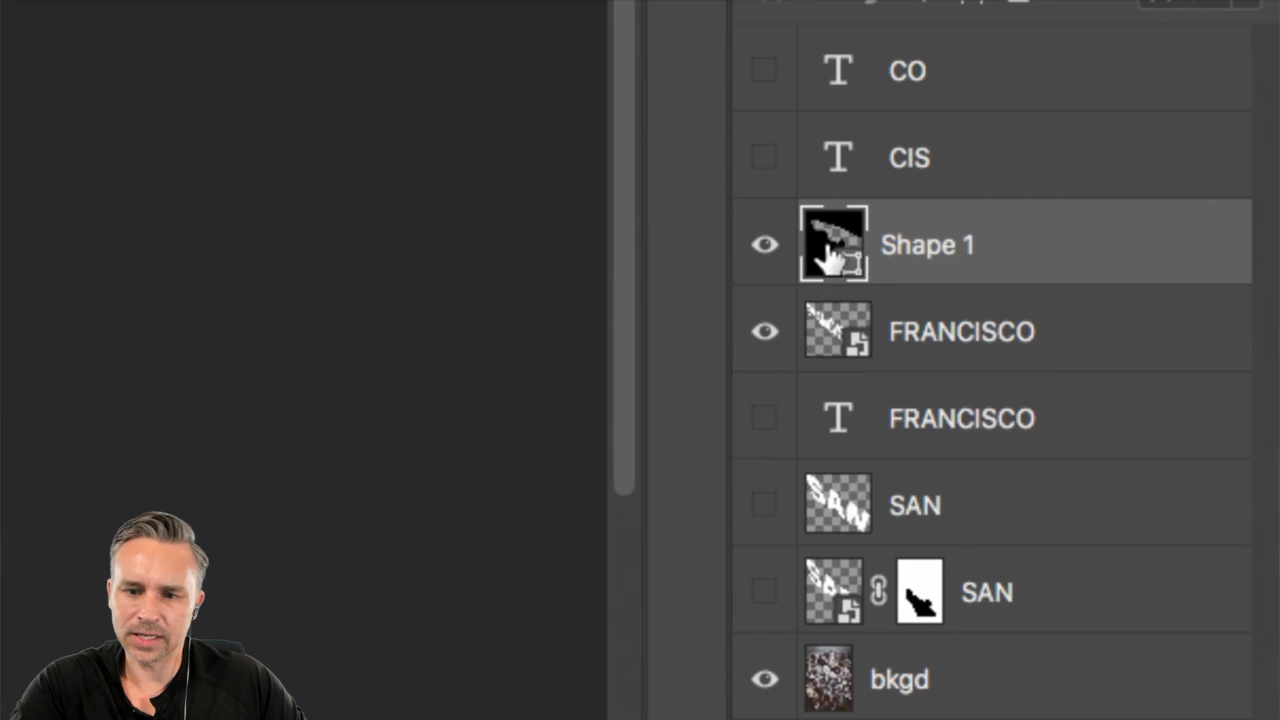 CO
CIS
Shape 1
FRANCISCO
FRANCISCO
SAN
SAN
bkgd